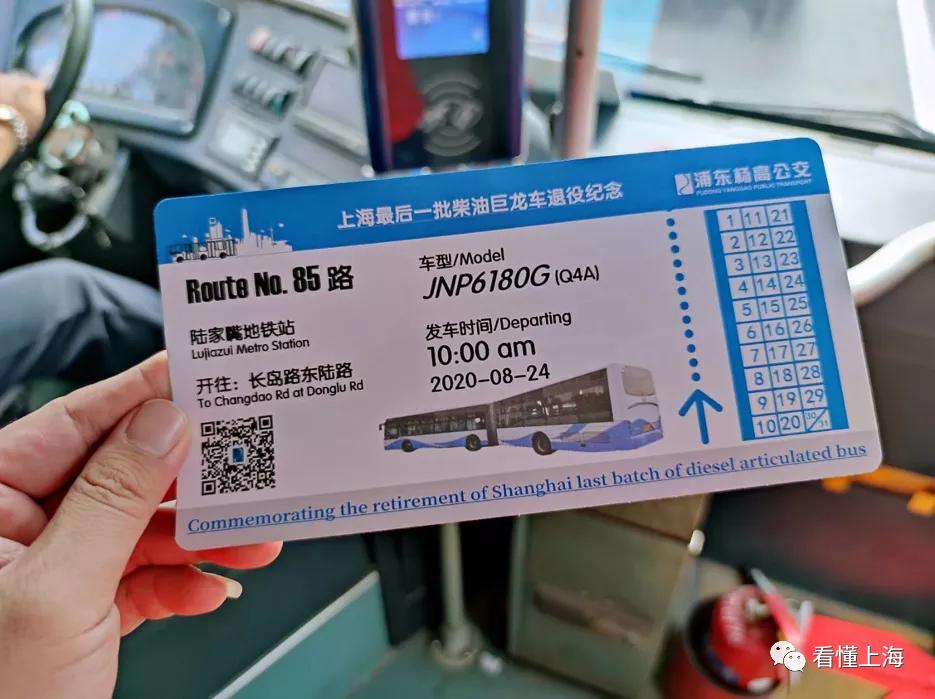 上海最后一批柴油巨龙车退役纪念
浦东杨高公交
PUDONG YANGGAO PUBLIC TRANSPORT
Route No. 85 路
陆家嘴地铁站
Lujiazui Metro Station
开往：长岛路东陆路
To Changdao Rd at Donglu Rd
车型/Model
JNP6180G (Q4A)
发车时间/Departing
10:00 am
2020-08-24
1 11 21
2 12 22
3 13 23
4 14 24
5 15 25
6 16 26
7 17 27
8 18 28
9 19 29
10 20 30/31
Commemorating the retirement of Shanghai last batch of diesel articulated bus
看懂上海